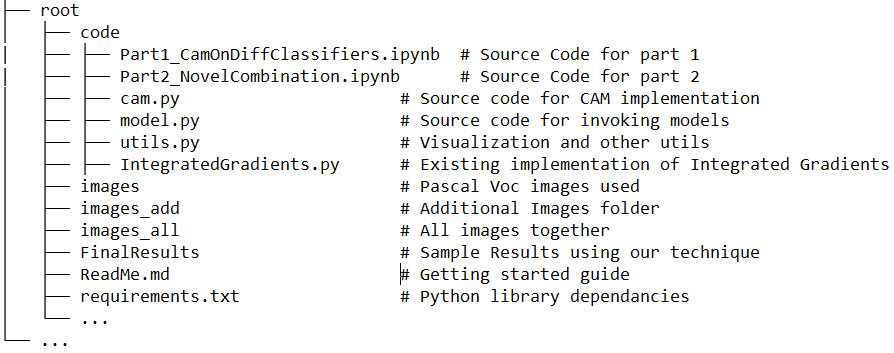 ├── root
│   ├── code
│   ├── ├── Part1_CamOnDiffClassifiers.ipynb  # Source Code for part 1
│   ├── ├── Part2_NovelCombination.ipynb      # Source Code for part 2
│   ├── ├── cam.py                      # Source code for CAM implementation
│   ├── ├── model.py                    # Source code for invoking models
│   ├── ├── utils.py                    # Visualization and other utils
│   ├── ├── IntegratedGradients.py      # Existing implementation of Integrated Gradients
│   ├── images                          # Pascal Voc images used
│   ├── images_add                      # Additional Images folder
│   ├── images_all                      # All images together
│   ├── FinalResults                    # Sample Results using our technique
│   ├── ReadMe.md                       # Getting started guide
│   ├── requirements.txt                # Python library dependancies
│   └── ...
└── ...